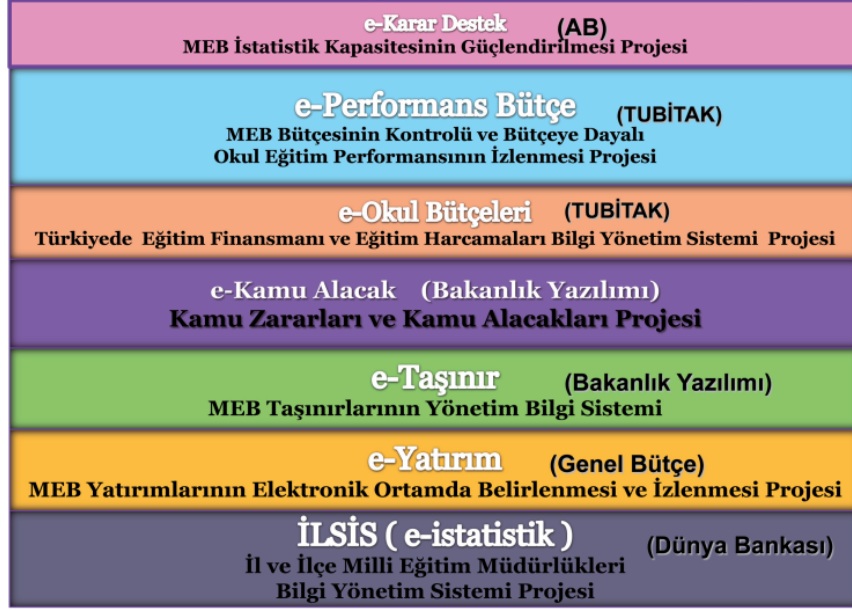 e-Karar Destek (AB)
MEB İstatistik Kapasitesinin Güçlendirilmesi Projesi
e-Performans Bütçe (TUBİTAK)
MEB Bütçesinin Kontrolü ve Bütçeye Dayalı
Okul Eğitim Performansının İzlenmesi Projesi
e-Okul Bütçeleri (TUBİTAK)
Türkiyede Eğitim Finansmanı ve Eğitim Harcamaları Bilgi Yönetim Sistemi Projesi
e-Kamu Alacak (Bakanlık Yazılımı)
Kamu Zararları ve Kamu Alacakları Projesi
e-Taşınır (Bakanlık Yazılımı)
MEB Taşınırlarının Yönetim Bilgi Sistemi
e-Yatırım (Genel Bütçe)
MEB Yatırımlarının Elektronik Ortamda Belirlenmesi ve İzlenmesi Projesi
İLSİS ( e-istatistik ) (Dünya Bankası)
İl ve İlçe Milli Eğitim Müdürlükleri
Bilgi Yönetim Sistemi Projesi